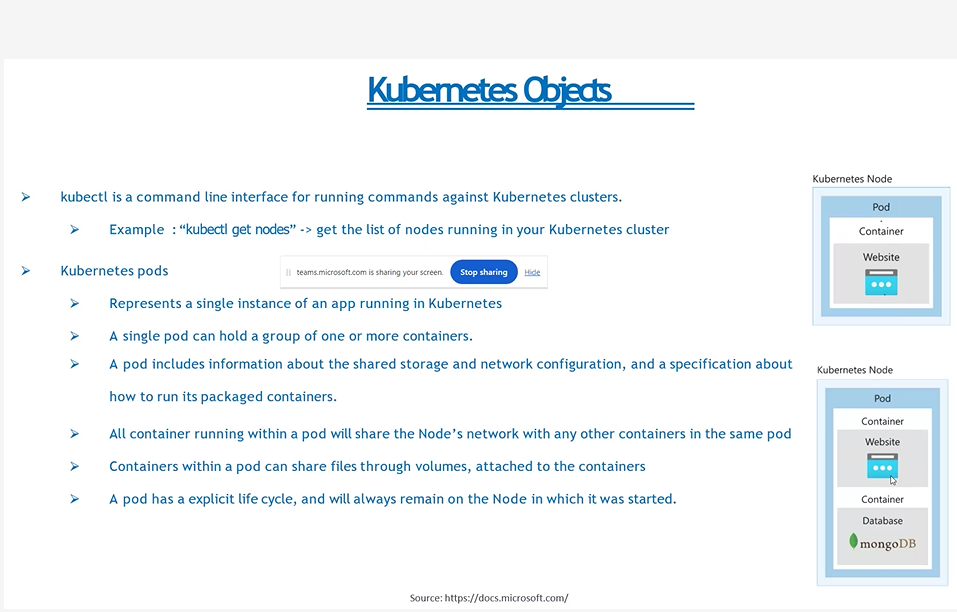 Kubernetes Objects
kubectl is a command line interface for running commands against Kubernetes clusters.
Example : “kubectl get nodes” -> get the list of nodes running in your Kubernetes cluster
Kubernetes pods
teams.microsoft.com is sharing your screen.
Stop sharing
Hide
Represents a single instance of an app running in Kubernetes
A single pod can hold a group of one or more containers.
A pod includes information about the shared storage and network configuration, and a specification about
how to run its packaged containers.
All container running within a pod will share the Node’s network with any other containers in the same pod
Containers within a pod can share files through volumes, attached to the containers
A pod has a explicit life cycle, and will always remain on the Node in which it was started.
Kubernetes Node
Pod
Container
Website
Kubernetes Node
Pod
Container
Website
Container
Database
mongoDB
Source: https://docs.microsoft.com/